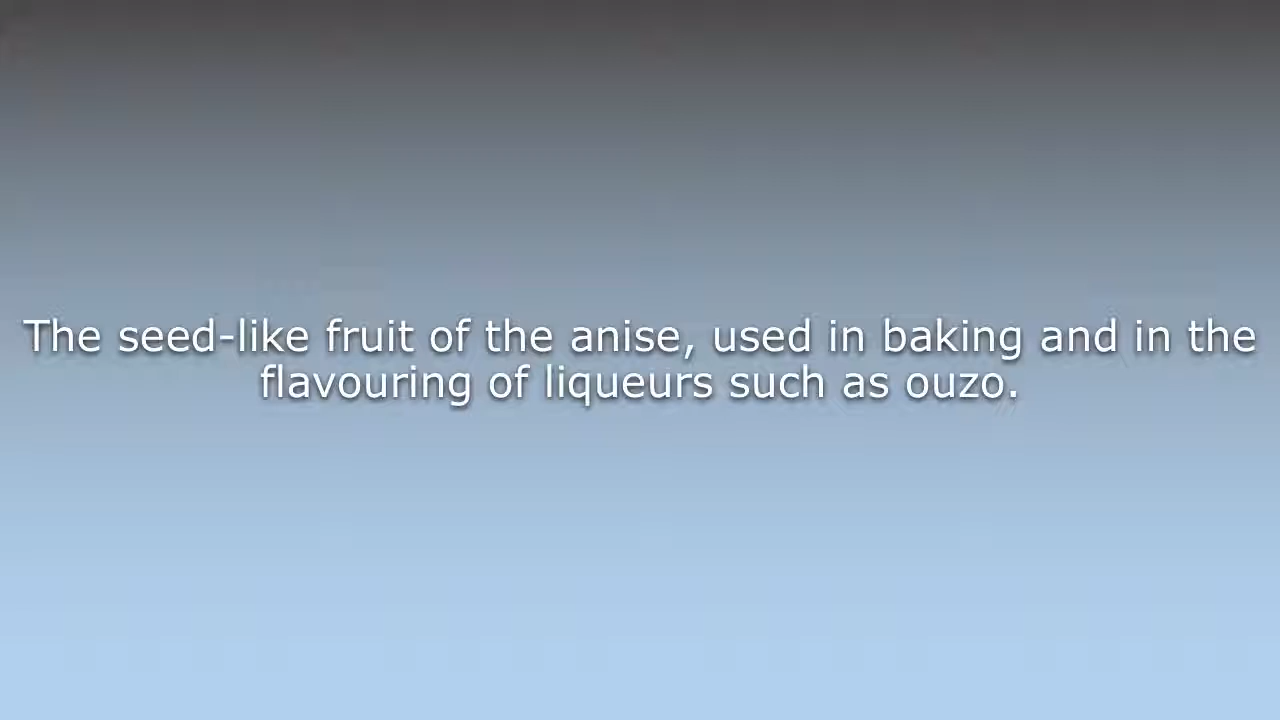 The seed-like fruit of the anise, used in baking and in the
flavouring of liqueurs such as ouzo.